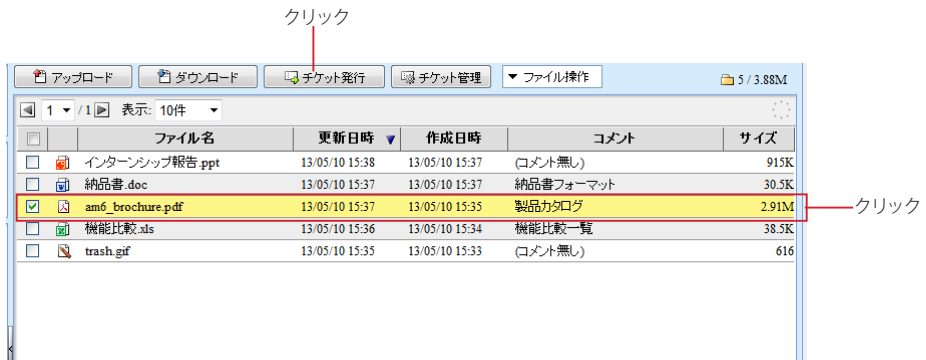 クリック
アップロード ダウンロード チケット発行 チケット管理 ▼ ファイル操作 5 / 3.88M
1 ▼ / 1 表示: 10件 ▼
ファイル名 更新日時 ▼ 作成日時 コメント サイズ
インターンシップ報告.ppt 13/05/10 15:38 13/05/10 15:37 (コメント無し) 915K
納品書.doc 13/05/10 15:37 13/05/10 15:37 納品書フォーマット 30.5K
am6_brochure.pdf 13/05/10 15:37 13/05/10 15:35 製品カタログ 2.91M クリック
機能比較.xls 13/05/10 15:36 13/05/10 15:34 機能比較一覧 38.5K
trash.gif 13/05/10 15:35 13/05/10 15:33 (コメント無し) 616